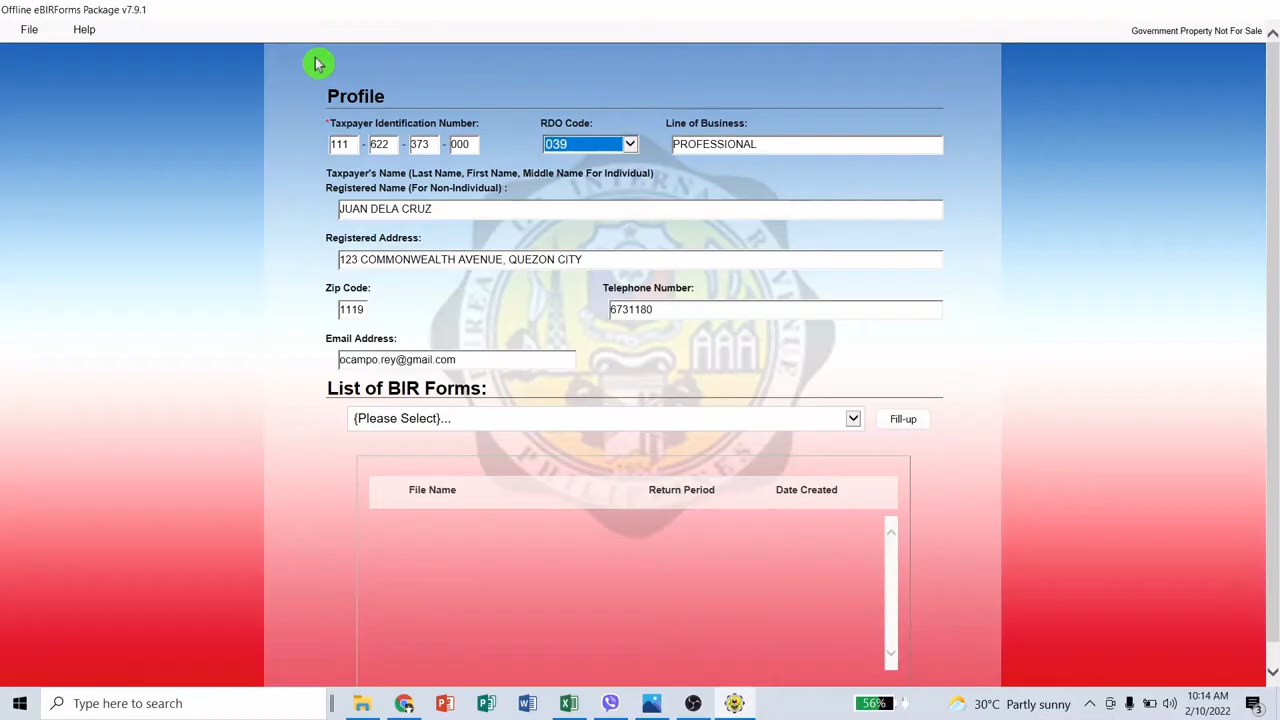 Offline eBIRForms Package v7.9.1
File Help
Government Property Not For Sale
Profile
*Taxpayer Identification Number: RDO Code: Line of Business:
111 - 622 - 373 - 000 039 PROFESSIONAL
Taxpayer's Name (Last Name, First Name, Middle Name For Individual)
Registered Name (For Non-Individual) :
JUAN DELA CRUZ
Registered Address:
123 COMMONWEALTH AVENUE, QUEZON CITY
Zip Code: Telephone Number:
1119 6731180
Email Address:
ocampo.rey@gmail.com
List of BIR Forms:
{Please Select}... Fill-up
File Name Return Period Date Created
Type here to search
56%
30°C Partly sunny
10:14 AM
2/10/2022
3